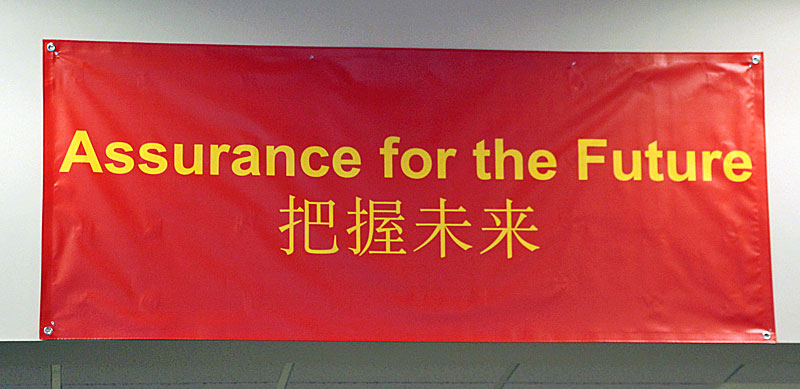 Assurance for the Future
把握未来